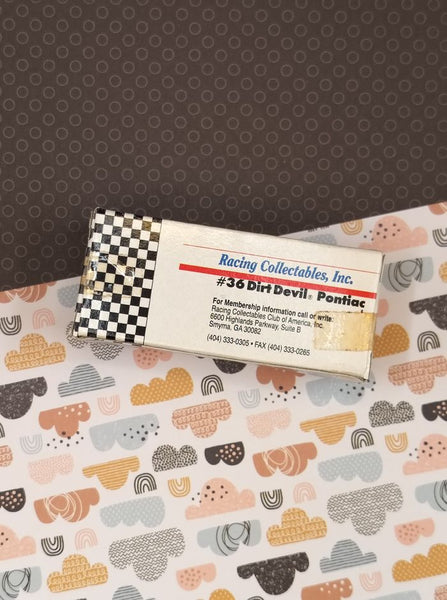 Racing Collectables, Inc.
#36 Dirt Devil® Pontiac
For Membership information call or write:
Racing Collectables Club of America, Inc.
6600 Highlands Parkway, Suite B
Smyrna, GA 30082
(404) 333-0305 • FAX (404) 333-0265